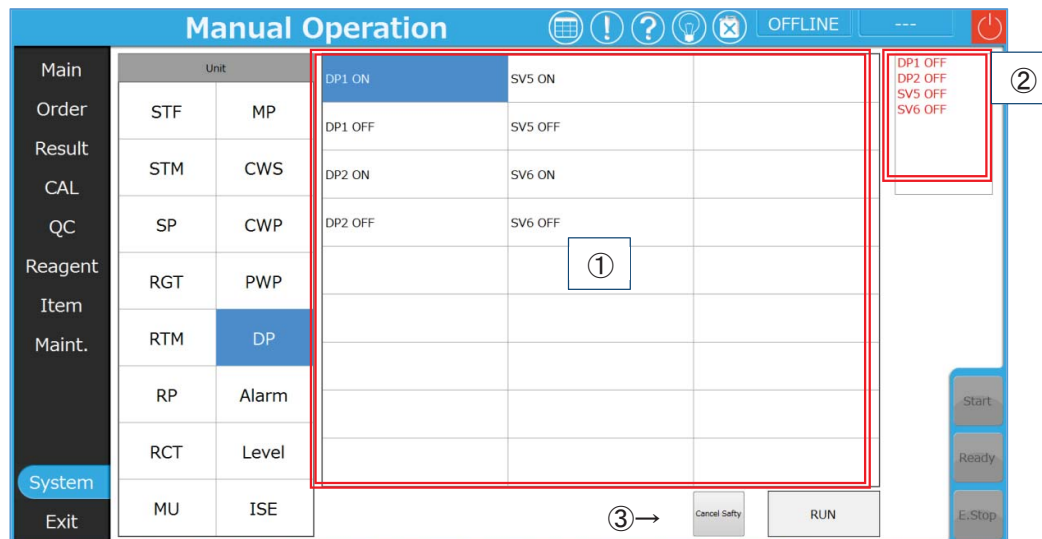 Manual Operation
OFFLINE
---
Main
Order
Result
CAL
QC
Reagent
Item
Maint.
System
Exit
Unit
STF MP
STM CWS
SP CWP
RGT PWP
RTM DP
RP Alarm
RCT Level
MU ISE
DP1 ON SV5 ON
DP1 OFF SV5 OFF
DP2 ON SV6 ON
DP2 OFF SV6 OFF
①
DP1 OFF
DP2 OFF
SV5 OFF
SV6 OFF
②
③→
Cancel Safty
RUN
Start
Ready
E.Stop